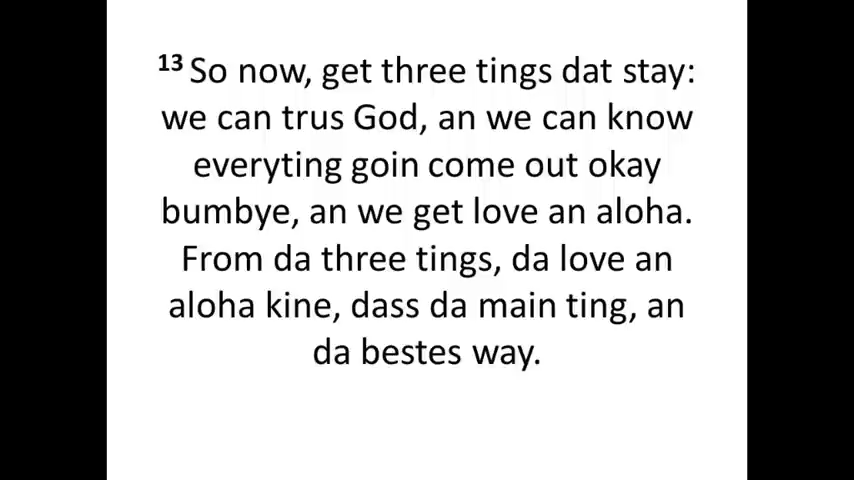 13 So now, get three tings dat stay:
we can trus God, an we can know
everyting goin come out okay
bumbye, an we get love an aloha.
From da three tings, da love an
aloha kine, dass da main ting, an
da bestes way.